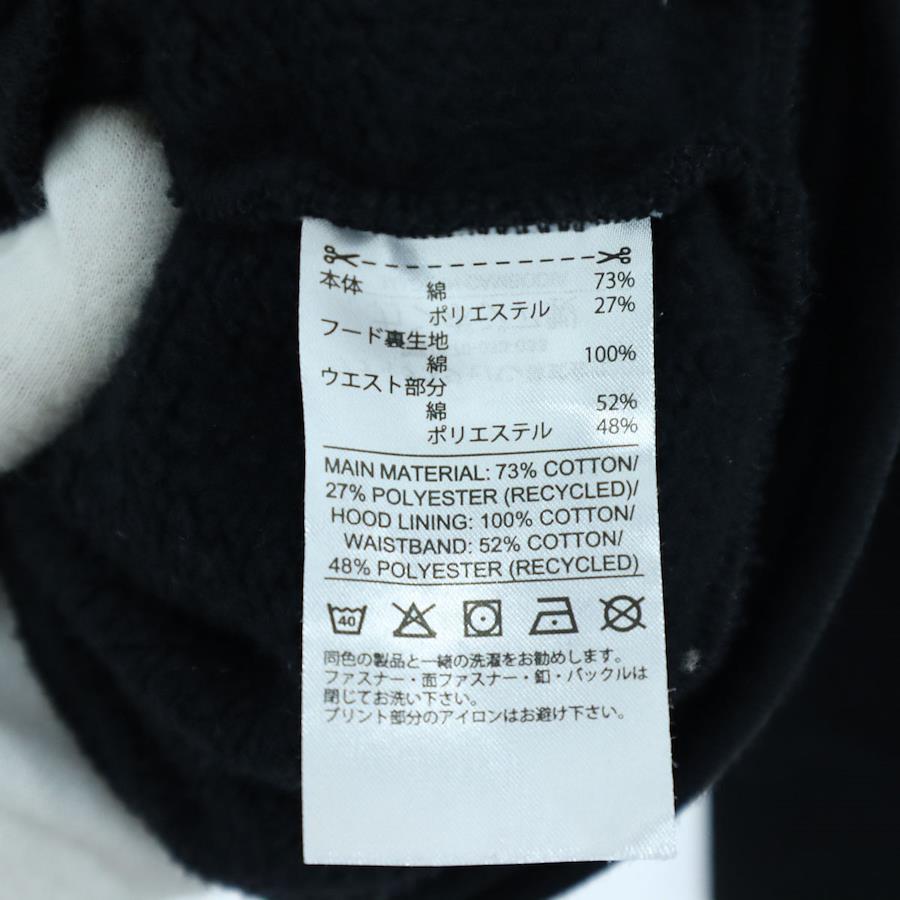 本体 綿 73%
ポリエステル 27%
フード裏生地
綿 100%
ウエスト部分
綿 52%
ポリエステル 48%
MAIN MATERIAL: 73% COTTON/
27% POLYESTER (RECYCLED)/
HOOD LINING: 100% COTTON/
WAISTBAND: 52% COTTON/
48% POLYESTER (RECYCLED)
40
同色の製品と一緒の洗濯をお勧めします。
ファスナー・面ファスナー・釦・バックルは
閉じてお洗い下さい。
プリント部分のアイロンはお避け下さい。